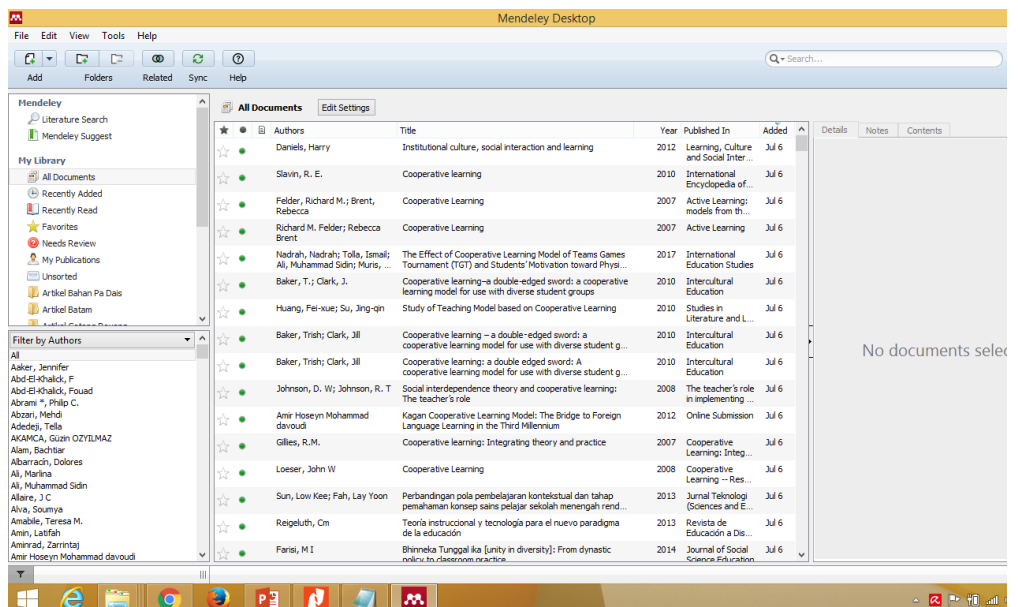 Mendeley Desktop
File Edit View Tools Help
Search...
Add Folders Related Sync Help
Mendeley
Literature Search
Mendeley Suggest
My Library
All Documents
Recently Added
Recently Read
Favorites
Needs Review
My Publications
Unsorted
Artikel Bahan Pa Dais
Artikel Batam
Filter by Authors
All
Aaker, Jennifer
Abd-El-Khalick, F
Abd-El-Khalick, Fouad
Abrami *, Philip C.
Abzari, Mehdi
Adedeji, Tella
AKAMCA, Güzin OZYILMAZ
Alam, Bachtiar
Albarracín, Dolores
Ali, Marlina
Ali, Muhammad Sidin
Allaire, J C
Alva, Soumya
Amabile, Teresa M.
Amin, Latifah
Aminrad, Zarrintaj
Amir Hoseyn Mohammad davoudi
All Documents Edit Settings
Authors Title Year Published In Added
Daniels, Harry Institutional culture, social interaction and learning 2012 Learning, Culture Jul 6
and Social Inter...
Slavin, R. E. Cooperative learning 2010 International Jul 6
Encyclopedia of...
Felder, Richard M.; Brent, Cooperative Learning 2007 Active Learning: Jul 6
Rebecca models from th...
Richard M. Felder; Rebecca Cooperative Learning 2007 Active Learning Jul 6
Brent
Nadrah, Nadrah; Tolla, Ismail; The Effect of Cooperative Learning Model of Teams Games 2017 International Jul 6
Ali, Muhammad Sidin; Muris, ... Tournament (TGT) and Students' Motivation toward Physi... Education Studies
Baker, T.; Clark, J. Cooperative learning–a double-edged sword: a cooperative 2010 Intercultural Jul 6
learning model for use with diverse student groups Education
Huang, Fei-xue; Su, Jing-qin Study of Teaching Model based on Cooperative Learning 2010 Studies in Jul 6
Literature and L...
Baker, Trish; Clark, Jill Cooperative learning – a double-edged sword: a 2010 Intercultural Jul 6
cooperative learning model for use with diverse student g... Education
Baker, Trish; Clark, Jill Cooperative learning: a double edged sword: A 2010 Intercultural Jul 6
cooperative learning model for use with diverse student g... Education
Johnson, D. W; Johnson, R. T Social interdependence theory and cooperative learning: 2008 The teacher's role Jul 6
The teacher's role in implementing ...
Amir Hoseyn Mohammad Kagan Cooperative Learning Model: The Bridge to Foreign 2012 Online Submission Jul 6
davoudi Language Learning in the Third Millennium
Gillies, R.M. Cooperative learning: Integrating theory and practice 2007 Cooperative Jul 6
Learning: Integ...
Loeser, John W Cooperative Learning 2008 Cooperative Jul 6
Learning -- Res...
Sun, Low Kee; Fah, Lay Yoon Perbandingan pola pembelajaran kontekstual dan tahap 2013 Jurnal Teknologi Jul 6
pemahaman konsep sains pelajar sekolah menengah rend... (Sciences and E...
Reigeluth, Cm Teoría instruccional y tecnología para el nuevo paradigma 2013 Revista de Jul 6
de la educación Educación a Dis...
Farisi, M I Bhinneka Tunggal ika [unity in diversity]: From dynastic 2014 Journal of Social Jul 6
policy to classroom practice Science Education
Details Notes Contents
No documents selec